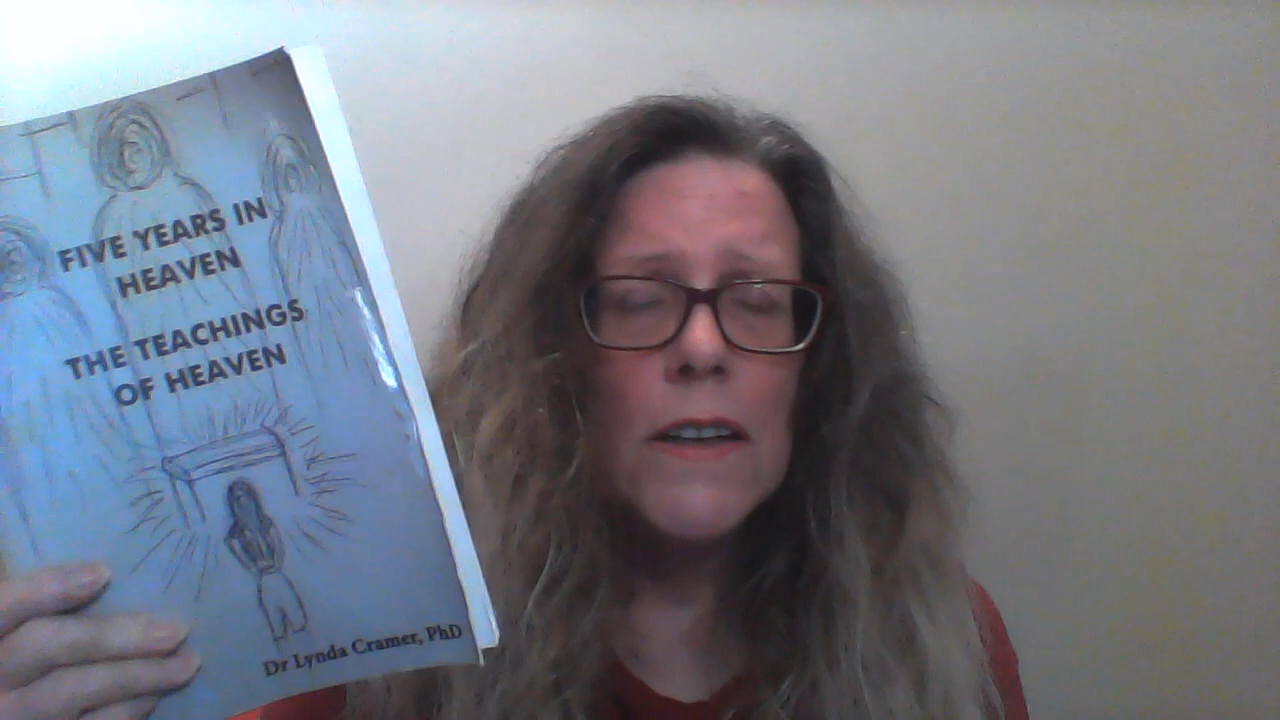 FIVE YEARS IN
HEAVEN
THE TEACHINGS
OF HEAVEN
Dr Lynda Cramer, PhD